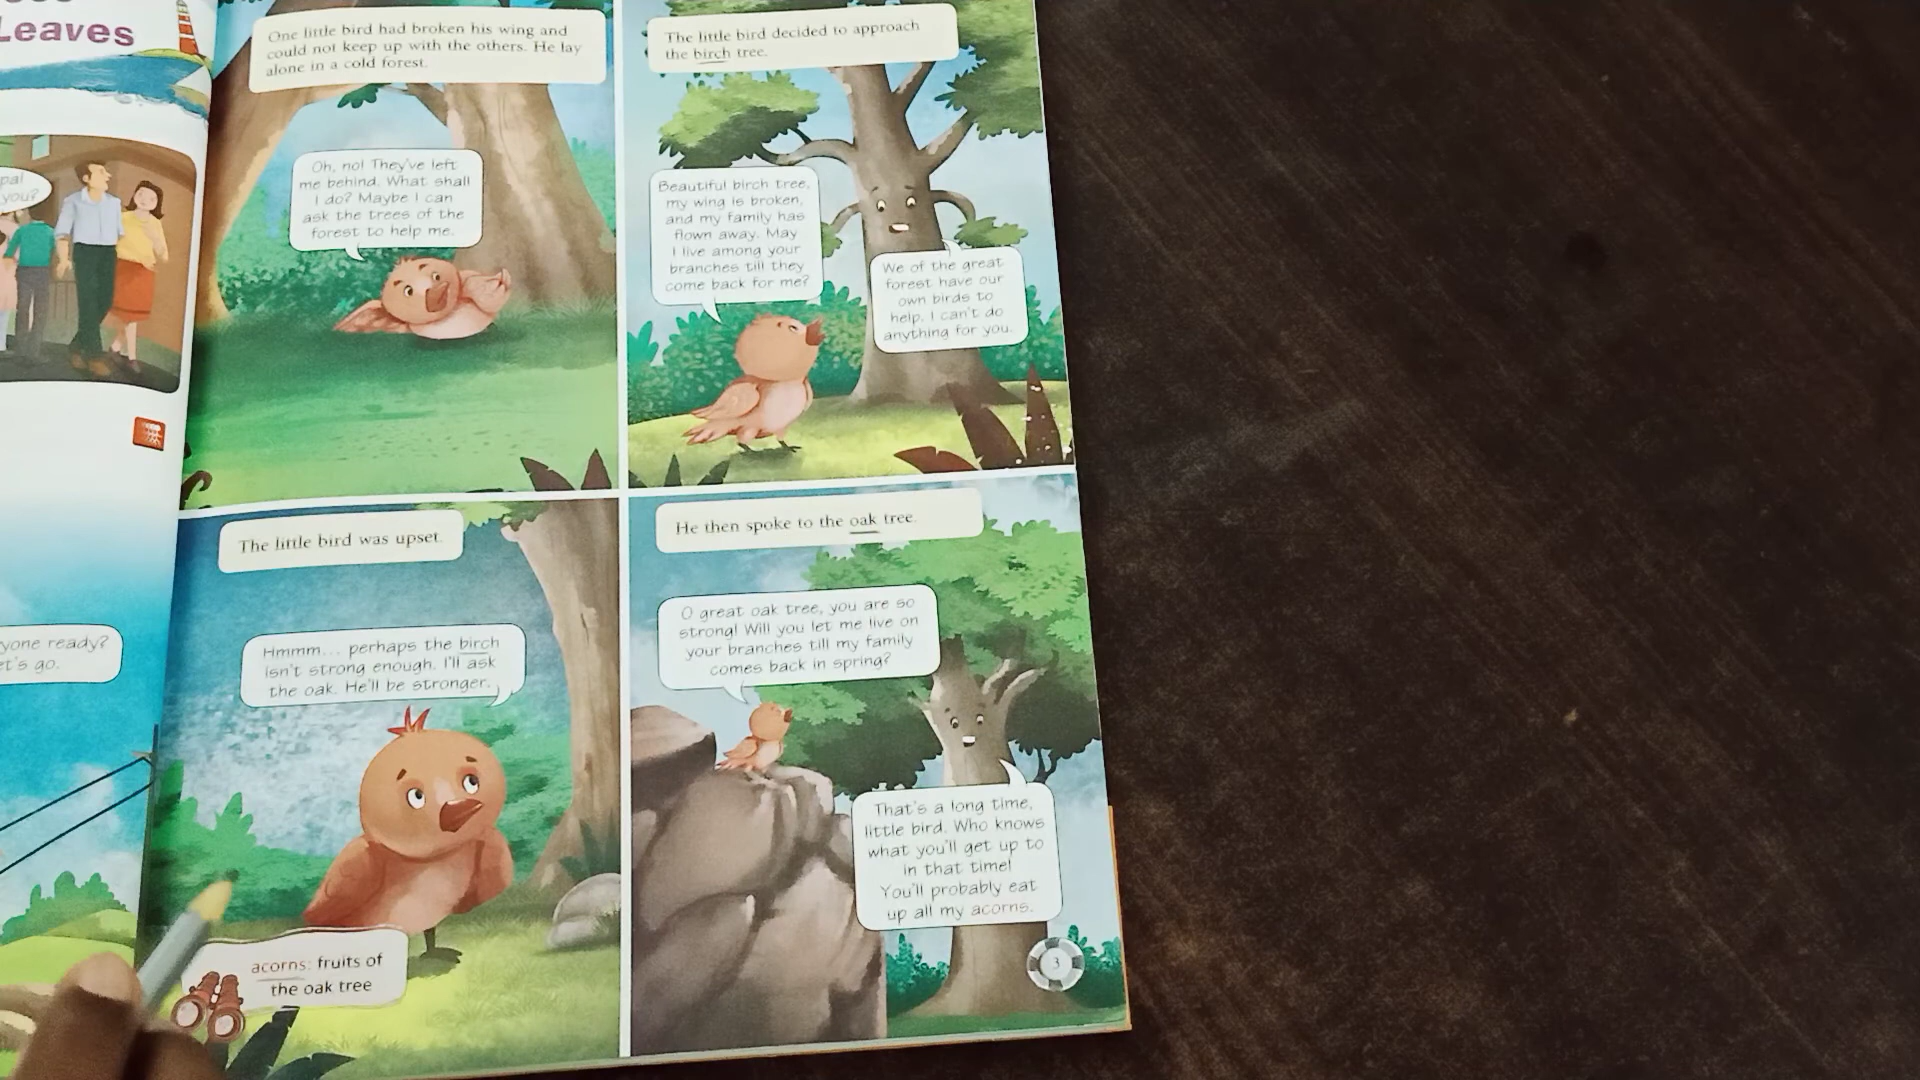 Leaves
pal
you?
yone ready?
et's go.
One little bird had broken his wing and
could not keep up with the others. He lay
alone in a cold forest.
Oh, no! They've left
me behind. What shall
I do? Maybe I can
ask the trees of the
forest to help me.
The little bird decided to approach
the birch tree.
Beautiful birch tree,
my wing is broken,
and my family has
flown away. May
I live among your
branches till they
come back for me?
We of the great
forest have our
own birds to
help. I can't do
anything for you.
The little bird was upset.
Hmmm... perhaps the birch
isn't strong enough. I'll ask
the oak. He'll be stronger.
acorns: fruits of
the oak tree
He then spoke to the oak tree.
O great oak tree, you are so
strong! Will you let me live on
your branches till my family
comes back in spring?
That's a long time,
little bird. Who knows
what you'll get up to
in that time!
You'll probably eat
up all my acorns.
3